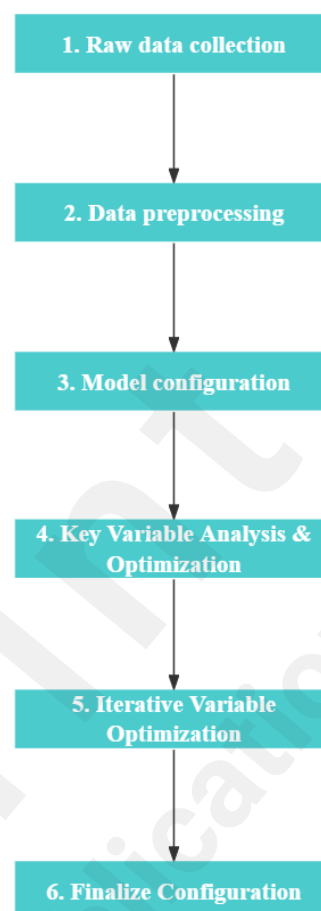 1. Raw data collection
2. Data preprocessing
3. Model configuration
4. Key Variable Analysis &
Optimization
5. Iterative Variable
Optimization
6. Finalize Configuration